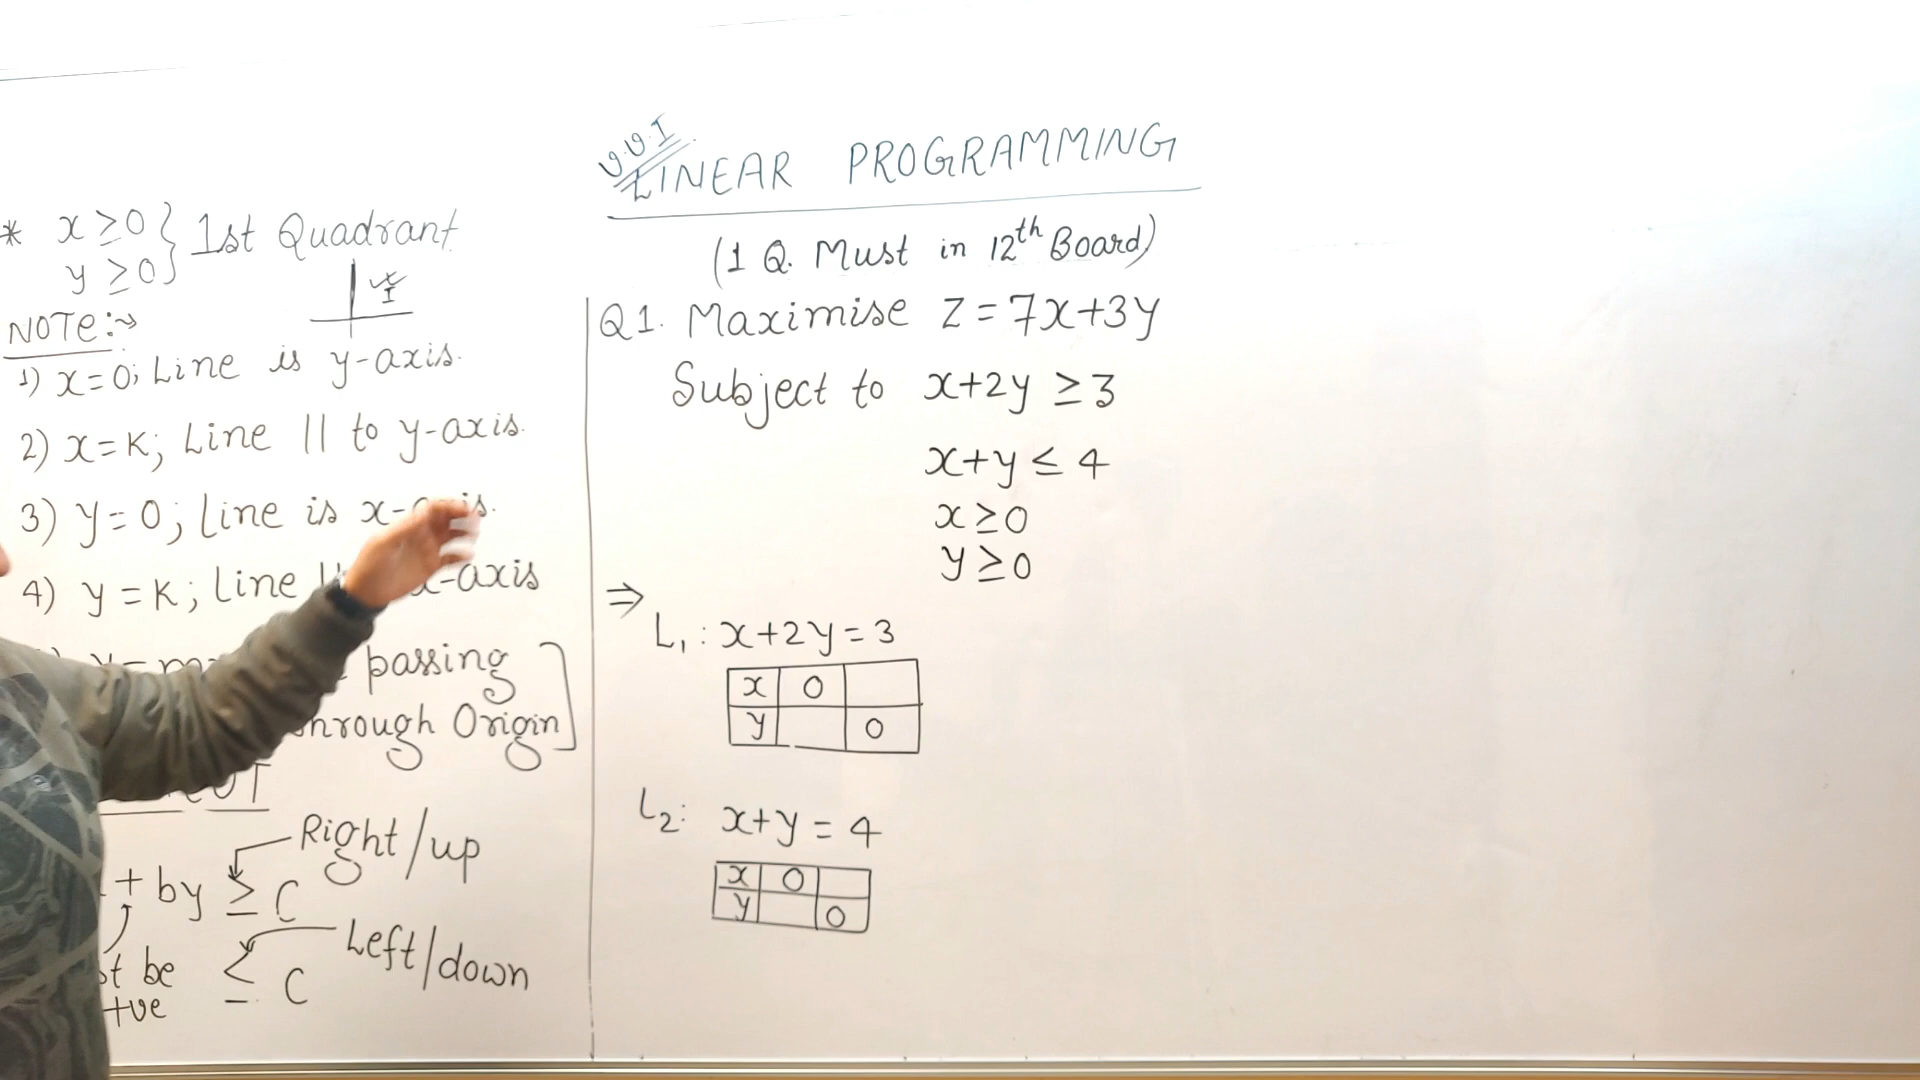 * x ≥ 0 } 1st Quadrant
y ≥ 0
I
NOTE:~
1) x = 0; Line is y-axis.
2) x = K; Line || to y-axis.
3) y = 0; Line is x-
4) y = K; Line x-axis
passing
through Origin]
Right/up
+ by ≥ C
Left/down
be ≤ C
+ve
V.V.I
LINEAR PROGRAMMING
(1 Q. Must in 12th Board)
Q1. Maximise Z = 7x+3y
Subject to x+2y ≥ 3
x+y ≤ 4
x ≥ 0
y ≥ 0
⇒
L₁: x+2y = 3
x 0
y 0
L₂: x+y = 4
x 0
y 0